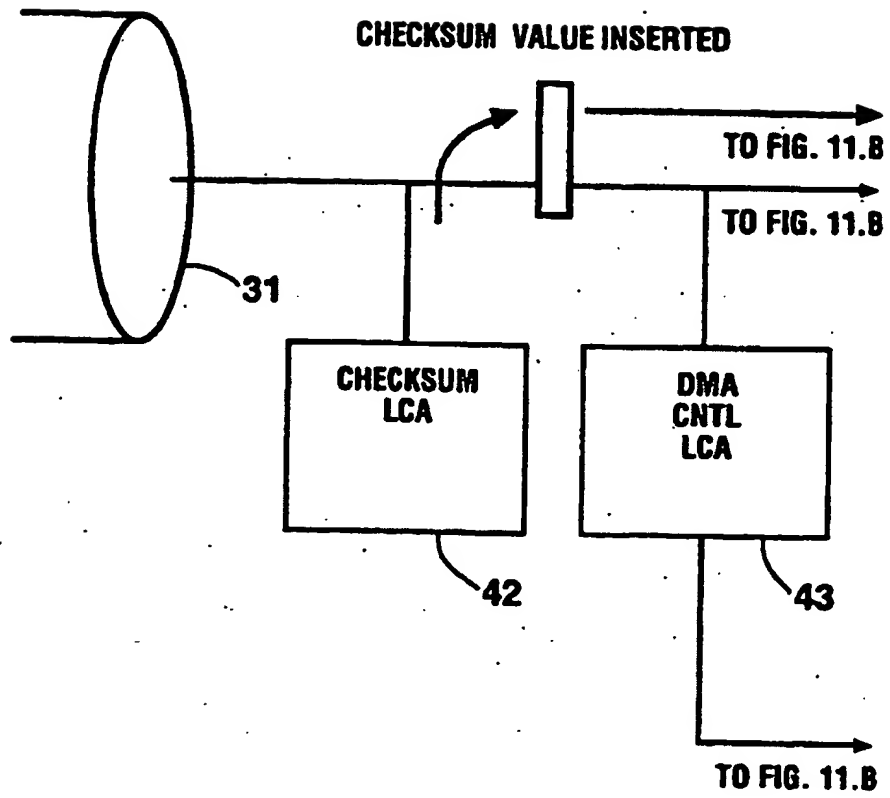 CHECKSUM VALUE INSERTED
TO FIG. 11.B
TO FIG. 11.B
31
CHECKSUM
LCA
DMA
CNTL
LCA
42
43
TO FIG. 11.B